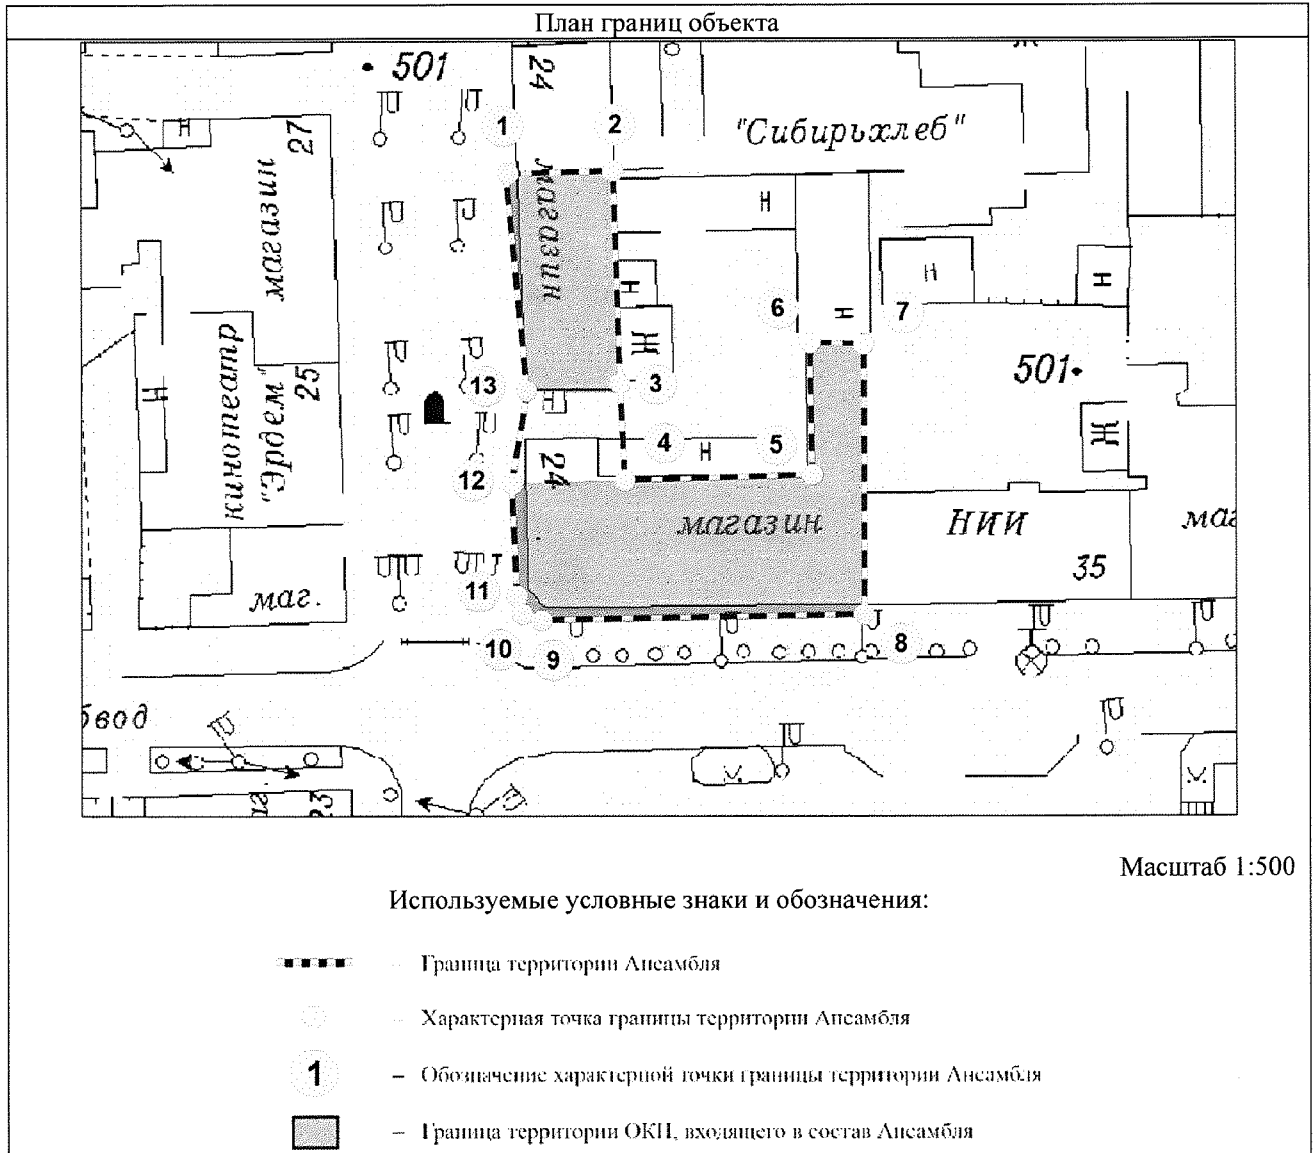 План границ объекта
501
24
1
2
"Сибирьхлеб"
27
магазин
магазин
Н
Н
Н
Н
Н
6
Н
7
Ж
501
кинотеатр
"Эрдем"
25
13
3
Н
Н
Ж
4
Н
5
12
24
магазин
НИИ
маг
35
11
маг.
10
9
8
бвод
23
Масштаб 1:500
Используемые условные знаки и обозначения:
– Граница территории Ансамбля
– Характерная точка границы территории Ансамбля
1 – Обозначение характерной точки границы территории Ансамбля
– Граница территории ОКН, входящего в состав Ансамбля